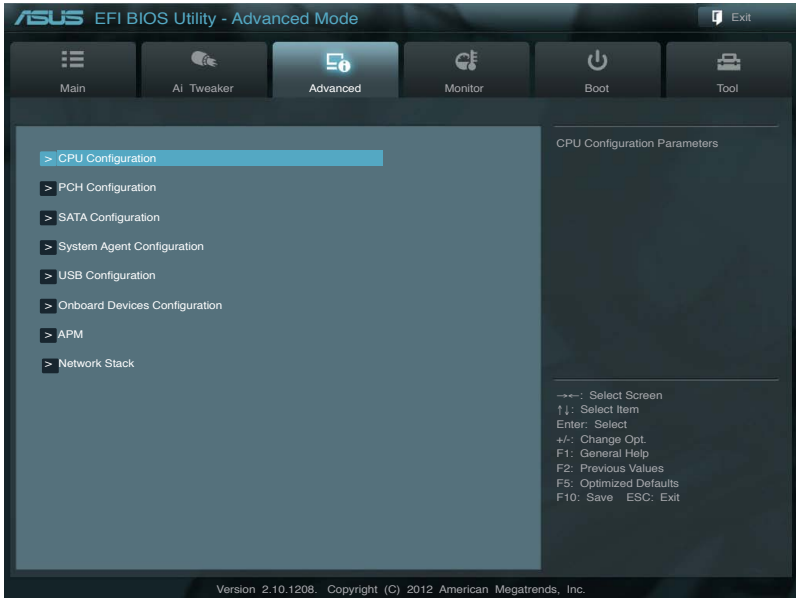 ASUS EFI BIOS Utility - Advanced Mode
Exit
Main Ai Tweaker Advanced Monitor Boot Tool
> CPU Configuration
> PCH Configuration
> SATA Configuration
> System Agent Configuration
> USB Configuration
> Onboard Devices Configuration
> APM
> Network Stack
CPU Configuration Parameters
→←: Select Screen
↑↓: Select Item
Enter: Select
+/-: Change Opt.
F1: General Help
F2: Previous Values
F5: Optimized Defaults
F10: Save ESC: Exit
Version 2.10.1208. Copyright (C) 2012 American Megatrends, Inc.